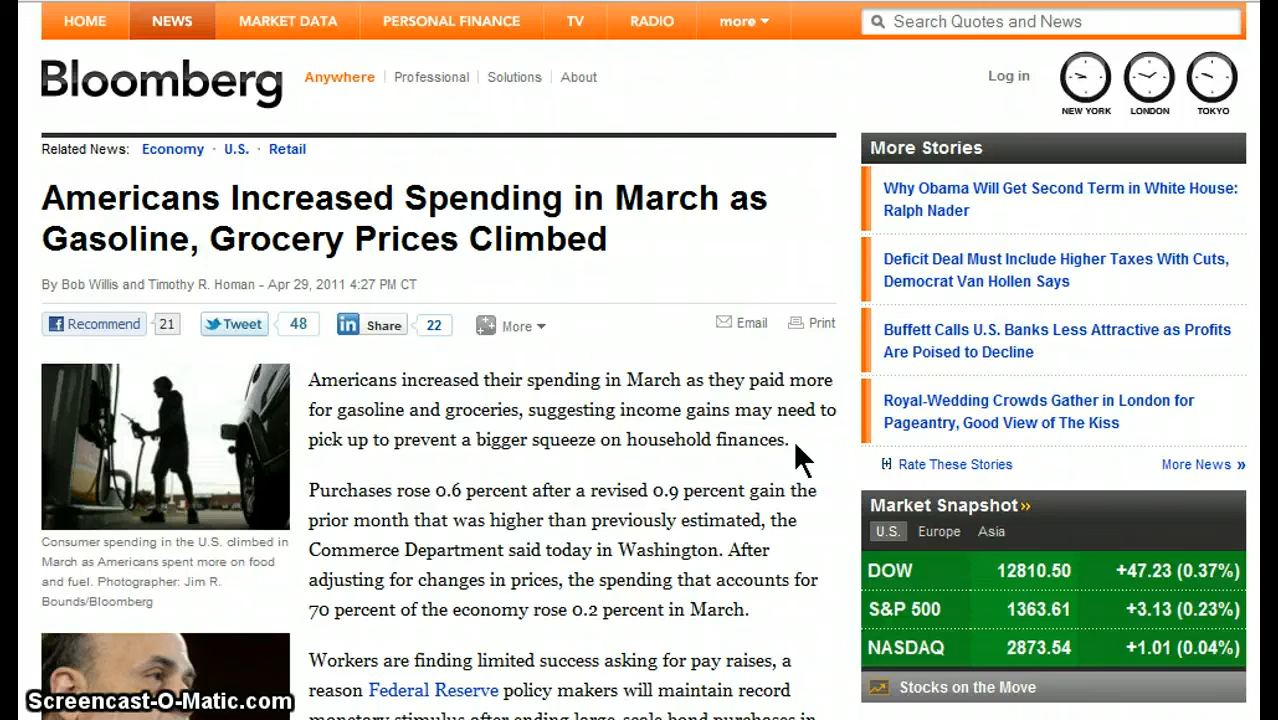 HOME NEWS MARKET DATA PERSONAL FINANCE TV RADIO more Search Quotes and News
Bloomberg Anywhere Professional Solutions About Log in
NEW YORK LONDON TOKYO
Related News: Economy · U.S. · Retail
Americans Increased Spending in March as
Gasoline, Grocery Prices Climbed
By Bob Willis and Timothy R. Homan - Apr 29, 2011 4:27 PM CT
Recommend 21 Tweet 48 in Share 22 More Email Print
Consumer spending in the U.S. climbed in
March as Americans spent more on food
and fuel. Photographer: Jim R.
Bounds/Bloomberg
Americans increased their spending in March as they paid more
for gasoline and groceries, suggesting income gains may need to
pick up to prevent a bigger squeeze on household finances.
Purchases rose 0.6 percent after a revised 0.9 percent gain the
prior month that was higher than previously estimated, the
Commerce Department said today in Washington. After
adjusting for changes in prices, the spending that accounts for
70 percent of the economy rose 0.2 percent in March.
Workers are finding limited success asking for pay raises, a
reason Federal Reserve policy makers will maintain record
monetary stimulus after ending large-scale bond purchases in
More Stories
Why Obama Will Get Second Term in White House:
Ralph Nader
Deficit Deal Must Include Higher Taxes With Cuts,
Democrat Van Hollen Says
Buffett Calls U.S. Banks Less Attractive as Profits
Are Poised to Decline
Royal-Wedding Crowds Gather in London for
Pageantry, Good View of The Kiss
Rate These Stories More News »
Market Snapshot »
U.S. Europe Asia
DOW 12810.50 +47.23 (0.37%)
S&P 500 1363.61 +3.13 (0.23%)
NASDAQ 2873.54 +1.01 (0.04%)
Stocks on the Move
Screencast-O-Matic.com